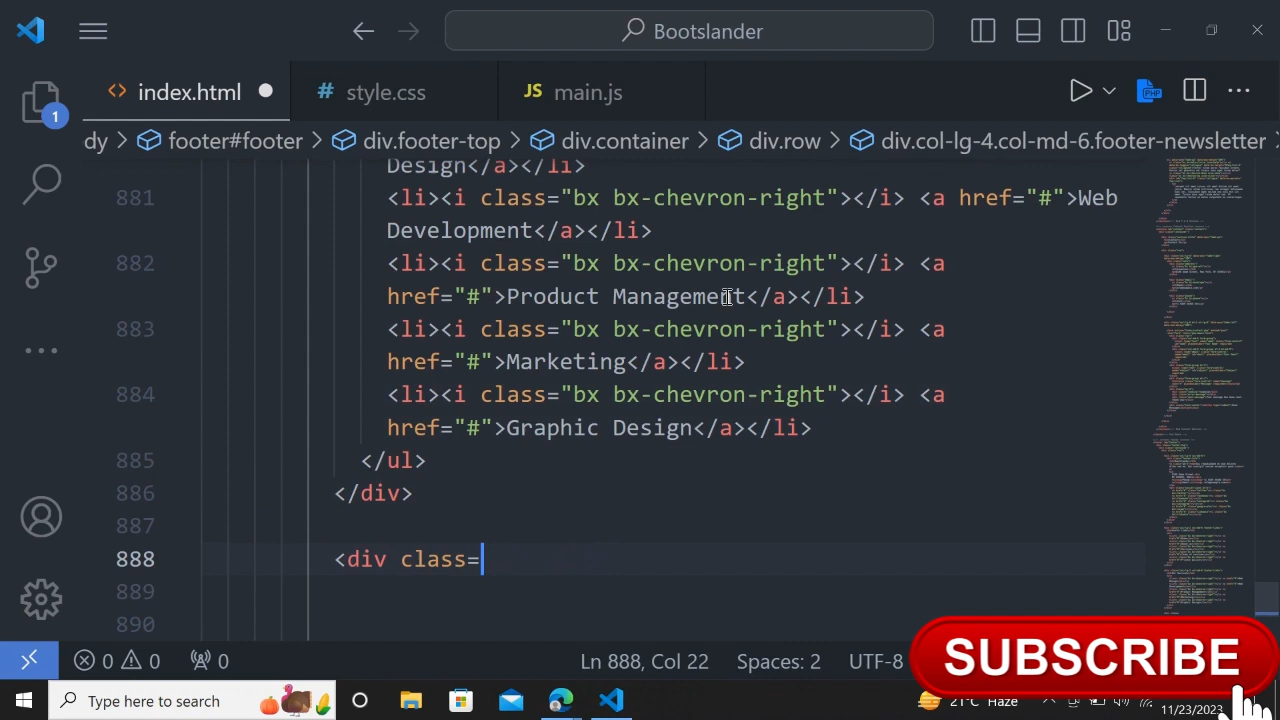 Bootslander
index.html
# style.css
JS main.js
1
dy > footer#footer > div.footer-top > div.container > div.row > div.col-lg-4.col-md-6.footer-newsletter
Design</a></li>
881 <li><i class="bx bx-chevron-right"></i> <a href="#">Web
Development</a></li>
882 <li><i class="bx bx-chevron-right"></i> <a
href="#">Product Management</a></li>
883 <li><i class="bx bx-chevron-right"></i> <a
href="#">Marketing</a></li>
884 <li><i class="bx bx-chevron-right"></i> <a
href="#">Graphic Design</a></li>
885 </ul>
886 </div>
887
888 <div class
889
890
0 0 0
Ln 888, Col 22 Spaces: 2 UTF-8
SUBSCRIBE
Type here to search
21°C Haze
11/23/2023